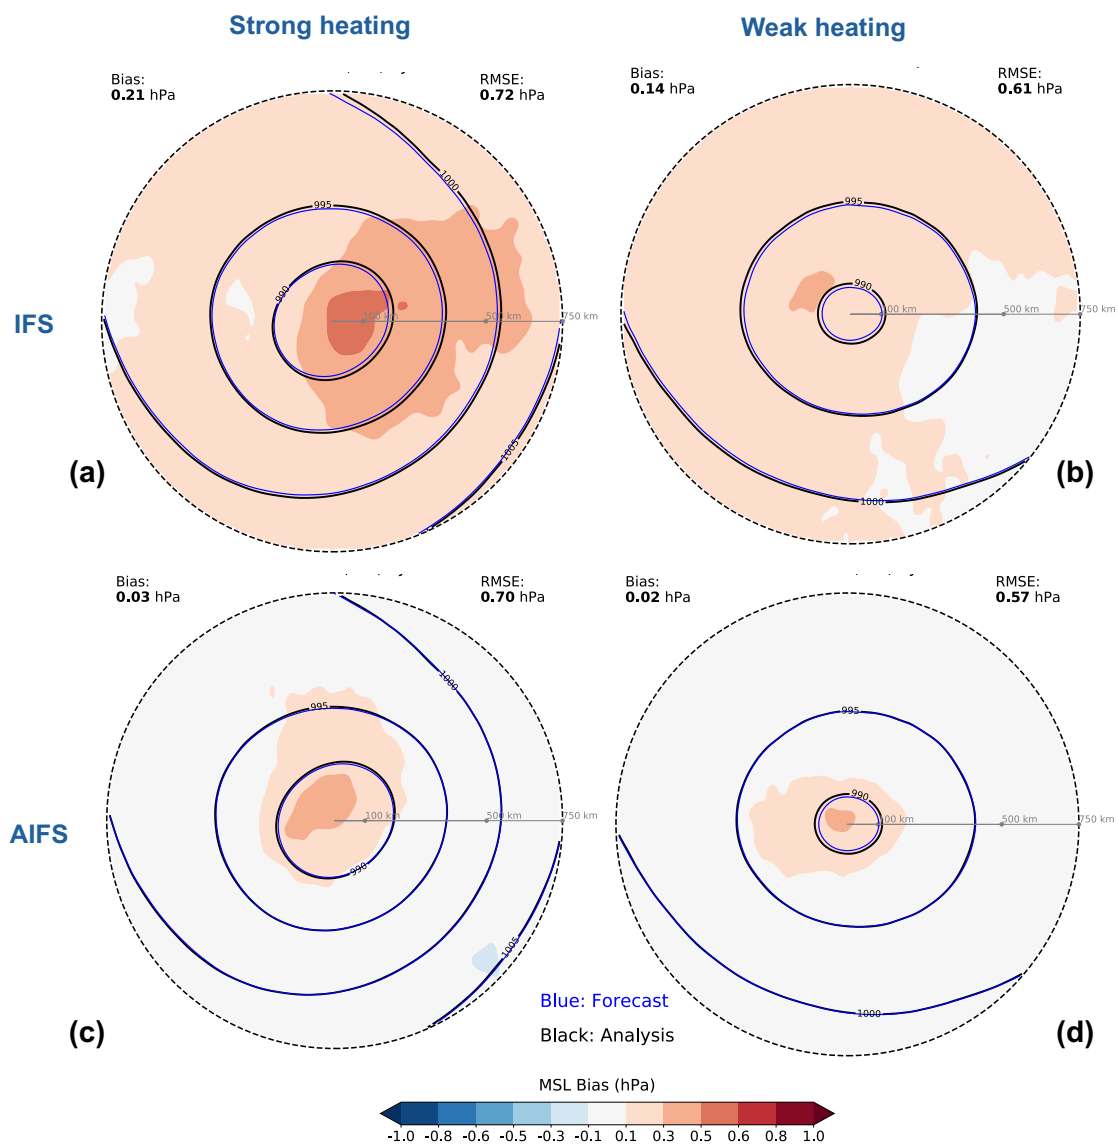 Strong heating
Weak heating
Bias:
0.21 hPa
RMSE:
0.72 hPa
Bias:
0.14 hPa
RMSE:
0.61 hPa
1000
995
990
100 km
500 km
750 km
1005
995
990
100 km
500 km
750 km
1000
IFS
(a)
(b)
Bias:
0.03 hPa
RMSE:
0.70 hPa
Bias:
0.02 hPa
RMSE:
0.57 hPa
1000
995
100 km
500 km
750 km
990
1005
995
990
100 km
500 km
750 km
1000
AIFS
Blue: Forecast
Black: Analysis
(c)
(d)
MSL Bias (hPa)
-1.0 -0.8 -0.6 -0.5 -0.3 -0.1 0.1 0.3 0.5 0.6 0.8 1.0